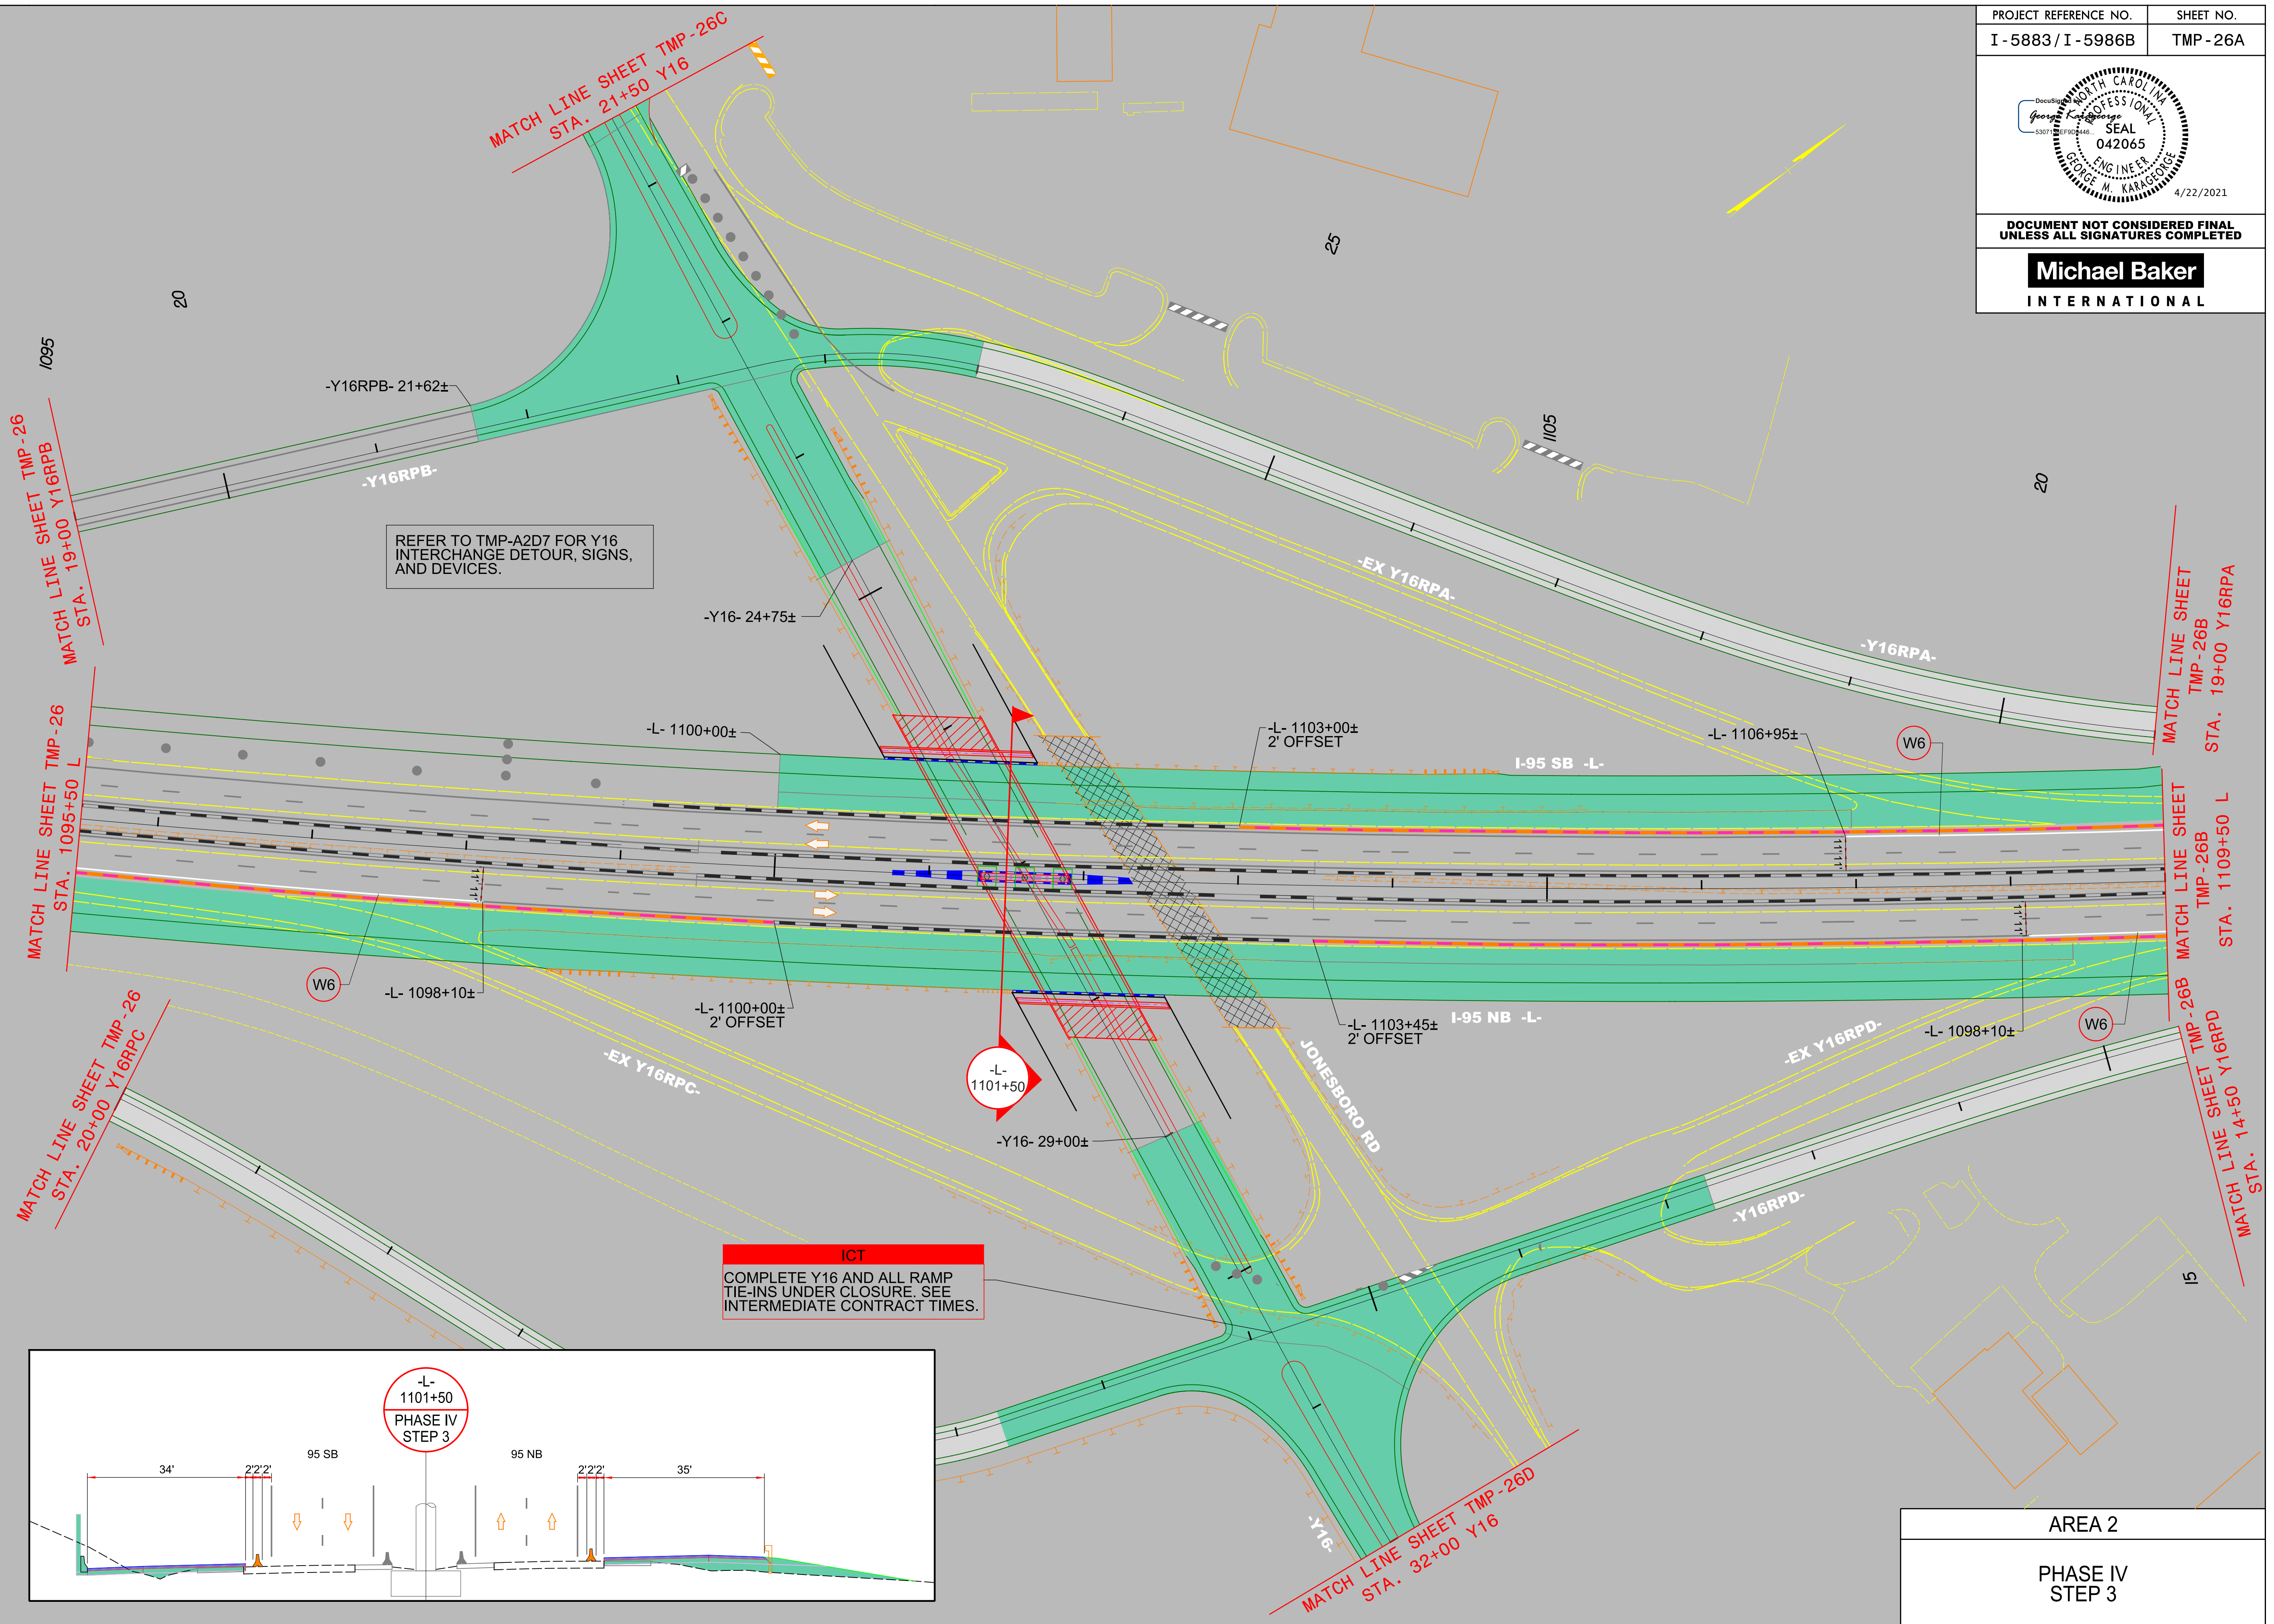 PROJECT REFERENCE NO.
SHEET NO.
I-5883/I-5986B
TMP-26A
DocuSigned by
George Karageorge
NORTH CAROLINA
PROFESSIONAL
SEAL
042065
ENGINEER
GEORGE M. KARAGEORGE
4/22/2021
DOCUMENT NOT CONSIDERED FINAL
UNLESS ALL SIGNATURES COMPLETED
Michael Baker
INTERNATIONAL
MATCH LINE SHEET TMP-26C
STA. 21+50 Y16
25
20
1095
1105
20
-Y16RPB- 21+62±
MATCH LINE SHEET TMP-26
STA. 19+00 Y16RPB
-Y16RPB-
REFER TO TMP-A2D7 FOR Y16
INTERCHANGE DETOUR, SIGNS,
AND DEVICES.
-Y16- 24+75±
-EX Y16RPA-
-Y16RPA-
MATCH LINE SHEET
TMP-26B
STA. 19+00 Y16RPA
-L- 1100+00±
-L- 1103+00±
2' OFFSET
-L- 1106+95±
W6
I-95 SB -L-
MATCH LINE SHEET TMP-26
STA. 1095+50 L
11' 11'
11' 11'
11' 11'
MATCH LINE SHEET
TMP-26B
STA. 1109+50 L
W6
-L- 1098+10±
-L- 1100+00±
2' OFFSET
-L- 1103+45±
2' OFFSET
I-95 NB -L-
-L- 1098+10±
W6
-EX Y16RPD-
-EX Y16RPC-
-L-
1101+50
JONESBORO RD
-Y16- 29+00±
MATCH LINE SHEET TMP-26
STA. 20+00 Y16RPC
MATCH LINE SHEET TMP-26B
STA. 14+50 Y16RPD
-Y16RPD-
15
ICT
COMPLETE Y16 AND ALL RAMP
TIE-INS UNDER CLOSURE. SEE
INTERMEDIATE CONTRACT TIMES.
-L-
1101+50
PHASE IV
STEP 3
95 SB
95 NB
34'
2'2'2'
2'2'2'
35'
-Y16-
MATCH LINE SHEET TMP-26D
STA. 32+00 Y16
AREA 2
PHASE IV
STEP 3